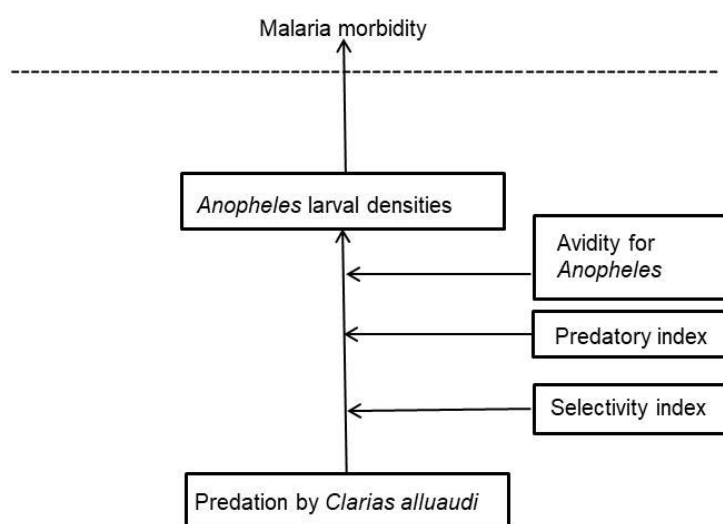 Malaria morbidity
Anopheles larval densities
Avidity for
Anopheles
Predatory index
Selectivity index
Predation by Clarias alluaudi